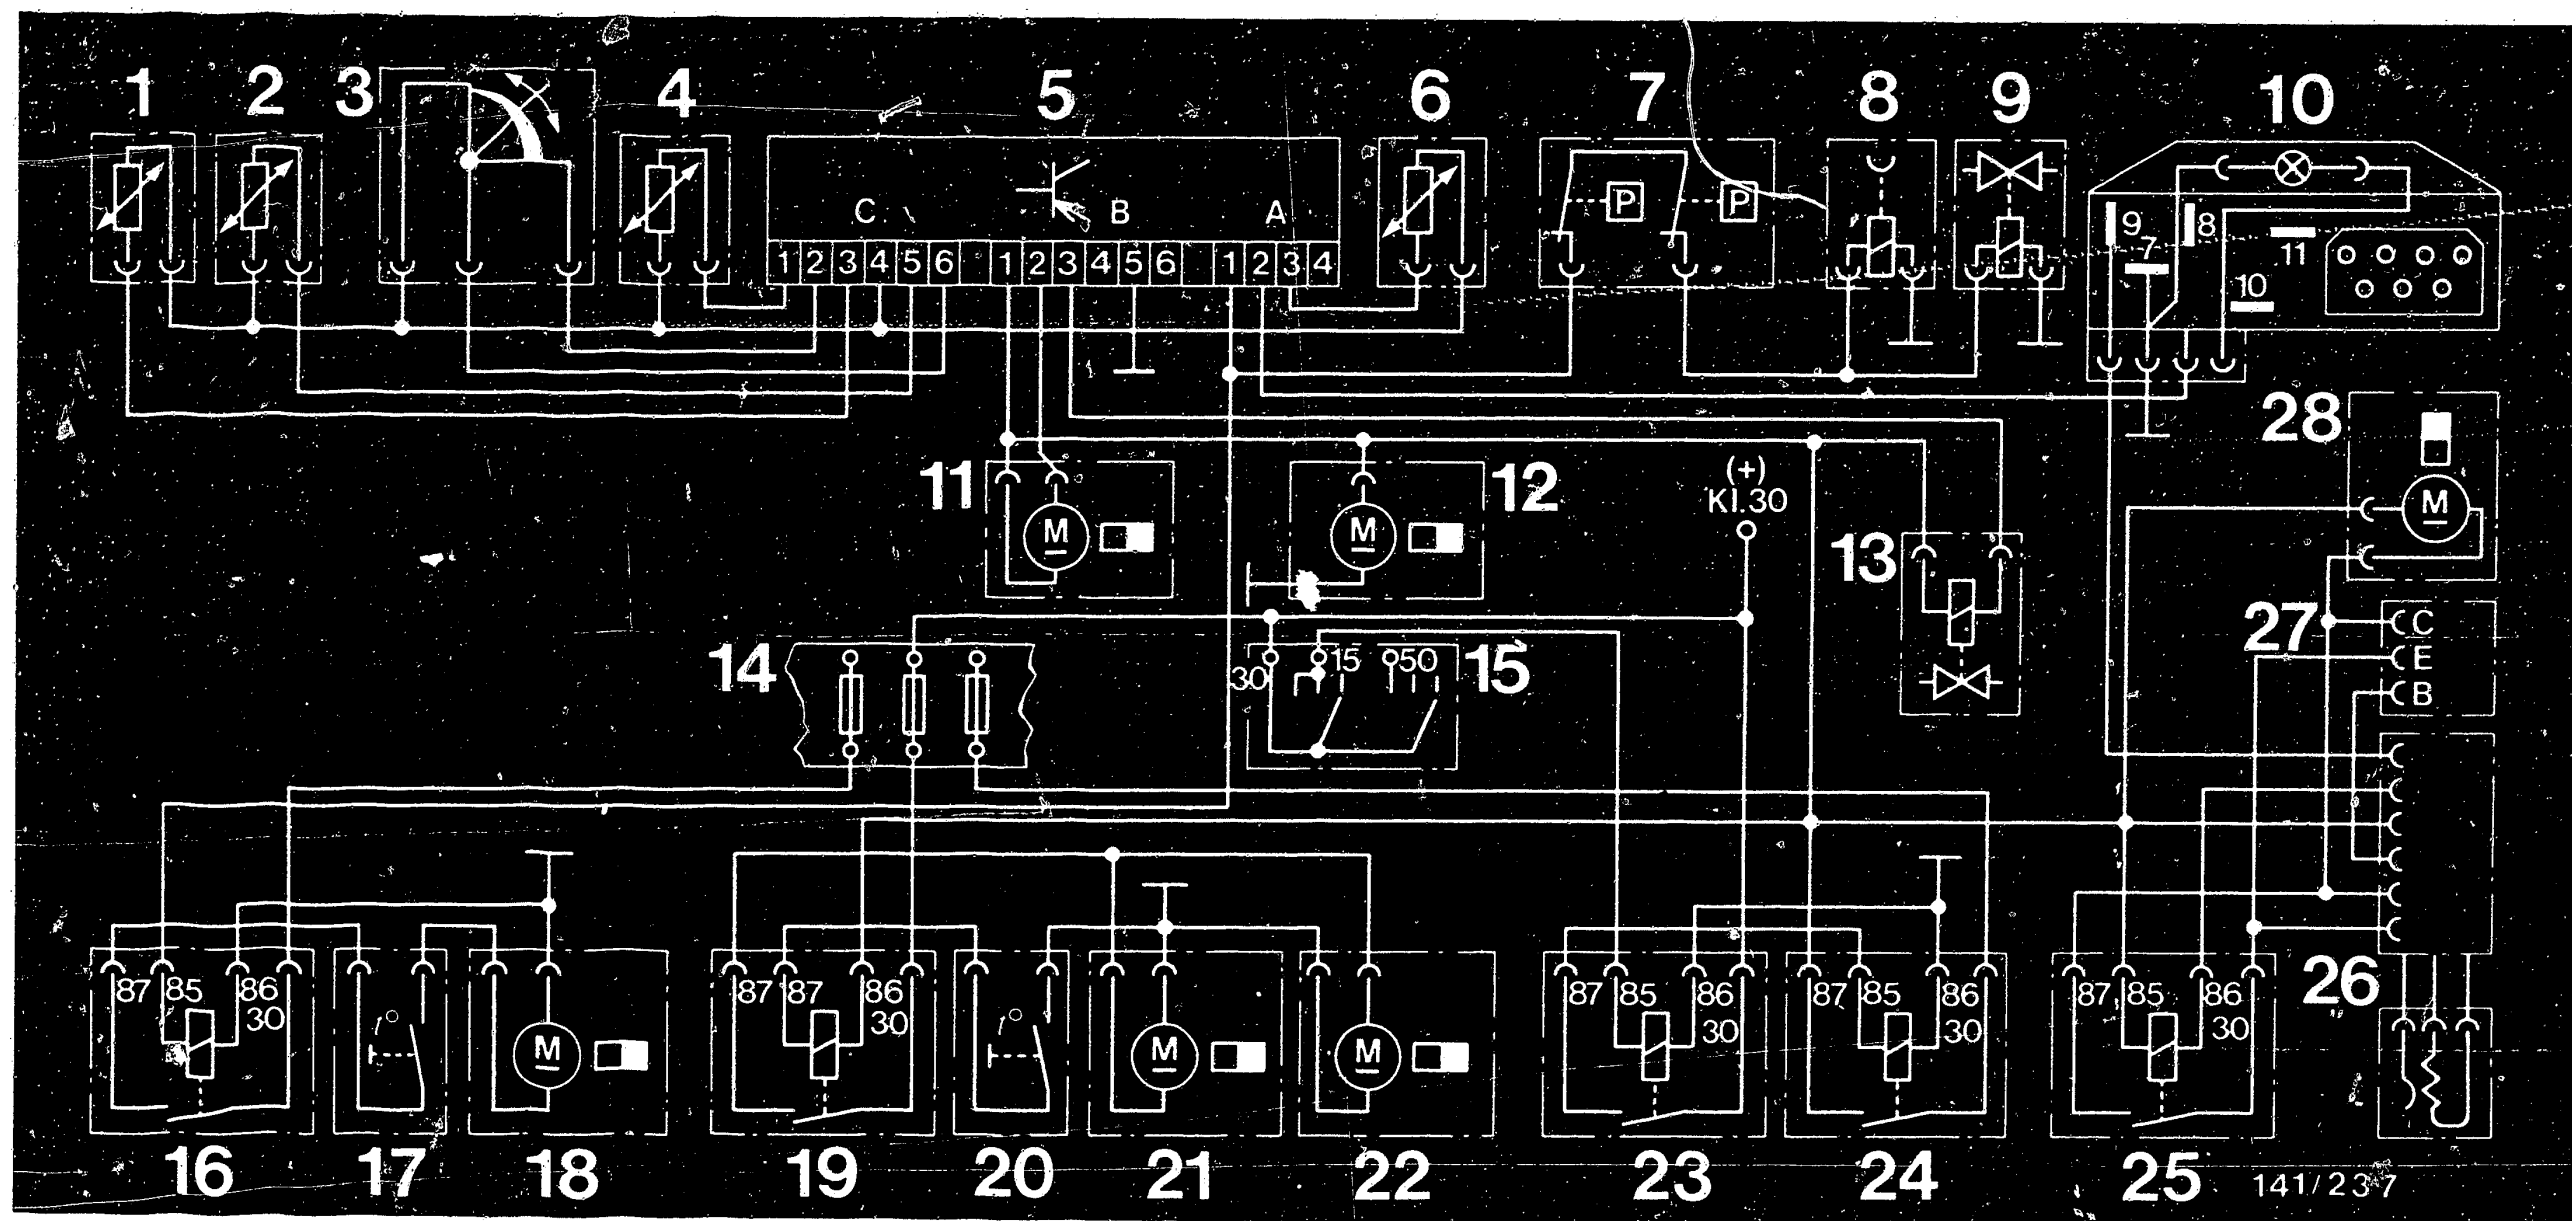 1 2 3 4 5 6 7 8 9 10
C B A
P P
9 8
7 11
10
1 2 3 4 5 6 1 2 3 4 5 6 1 2 3 4
28
11 12 (+)
Kl.30
M
M M
13
14 30 15 50 15
27 C
E
B
26
87 85 86 87 87 86 87 85 86 87 85 86 87 85 86
30 30 30 30 30
M M M
16 17 18 19 20 21 22 23 24 25
141/237